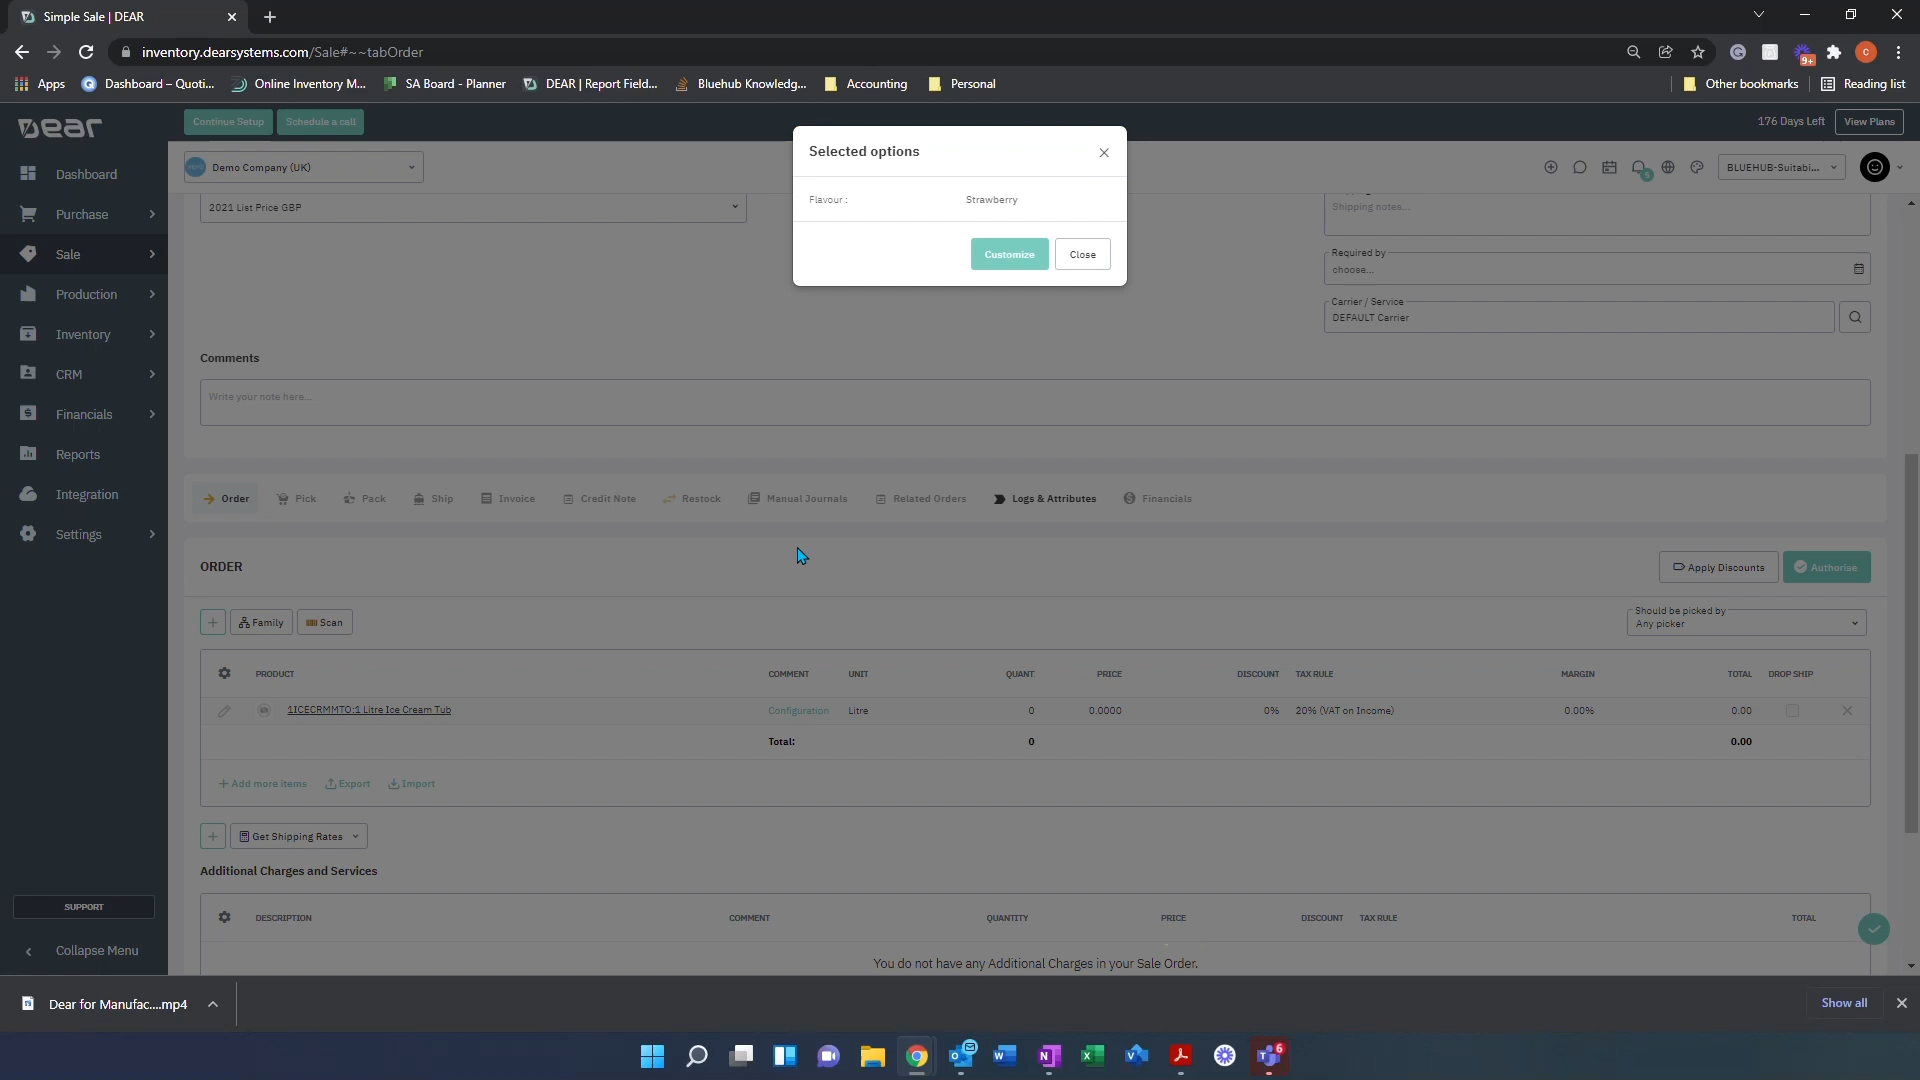 Simple Sale | DEAR
inventory.dearsystems.com/Sale#~~tabOrder
9+
C
Apps
Dashboard – Quoti...
Online Inventory M...
SA Board - Planner
DEAR | Report Field...
Bluehub Knowledg...
Accounting
Personal
Other bookmarks
Reading list
Dear
Continue Setup
Schedule a call
176 Days Left
View Plans
Demo Company (UK)
5
BLUEHUB-Suitabi...
Dashboard
Purchase
Sale
Production
Inventory
CRM
Financials
Reports
Integration
Settings
SUPPORT
Collapse Menu
Selected options
Flavour :
Strawberry
Customize
Close
2021 List Price GBP
Shipping notes...
Required by
choose...
Carrier / Service
DEFAULT Carrier
Comments
Write your note here...
Order
Pick
Pack
Ship
Invoice
Credit Note
Restock
Manual Journals
Related Orders
Logs & Attributes
Financials
ORDER
Apply Discounts
Authorise
Family
Scan
Should be picked by
Any picker
PRODUCT COMMENT UNIT QUANT PRICE DISCOUNT TAX RULE MARGIN TOTAL DROP SHIP
1ICECRMMTO:1 Litre Ice Cream Tub Configuration Litre 0 0.0000 0% 20% (VAT on Income) 0.00% 0.00
Total: 0 0.00
+ Add more items
Export
Import
Get Shipping Rates
Additional Charges and Services
DESCRIPTION COMMENT QUANTITY PRICE DISCOUNT TAX RULE TOTAL
You do not have any Additional Charges in your Sale Order.
Dear for Manufac....mp4
Show all
6